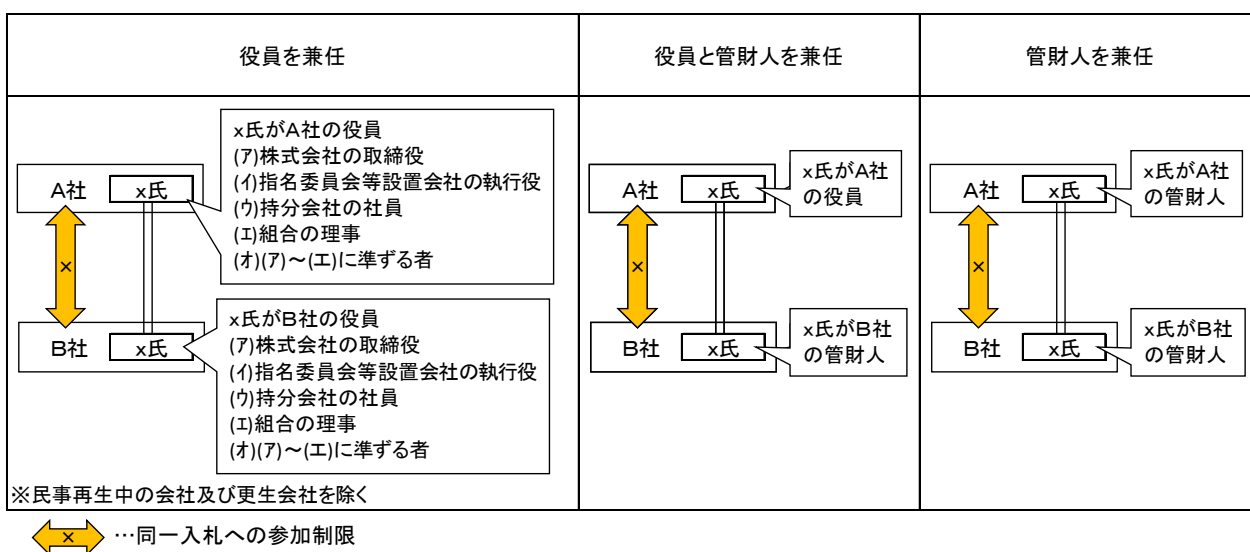 役員を兼任
役員と管財人を兼任
管財人を兼任
x氏がA社の役員
(ア)株式会社の取締役
(イ)指名委員会等設置会社の執行役
(ウ)持分会社の社員
(エ)組合の理事
(オ)(ア)～(エ)に準ずる者
A社
x氏
×
B社
x氏
x氏がB社の役員
(ア)株式会社の取締役
(イ)指名委員会等設置会社の執行役
(ウ)持分会社の社員
(エ)組合の理事
(オ)(ア)～(エ)に準ずる者
※民事再生中の会社及び更生会社を除く
A社
x氏
x氏がA社
の役員
×
B社
x氏
x氏がB社
の管財人
A社
x氏
x氏がA社
の管財人
×
B社
x氏
x氏がB社
の管財人
× …同一入札への参加制限